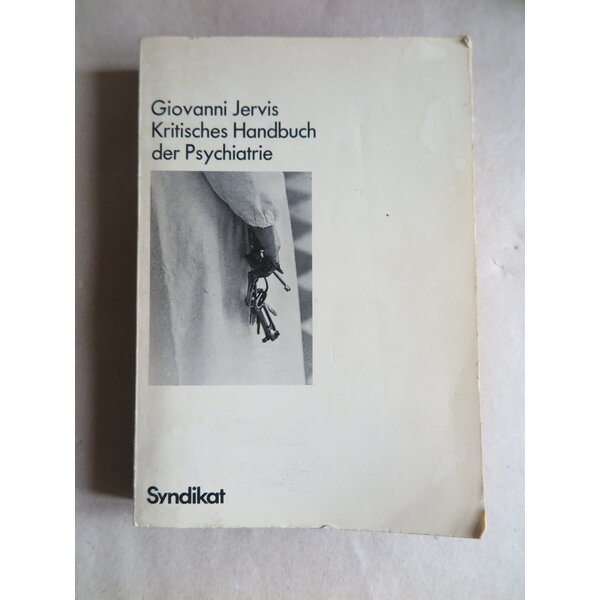 Giovanni Jervis
Kritisches Handbuch
der Psychiatrie
Syndikat